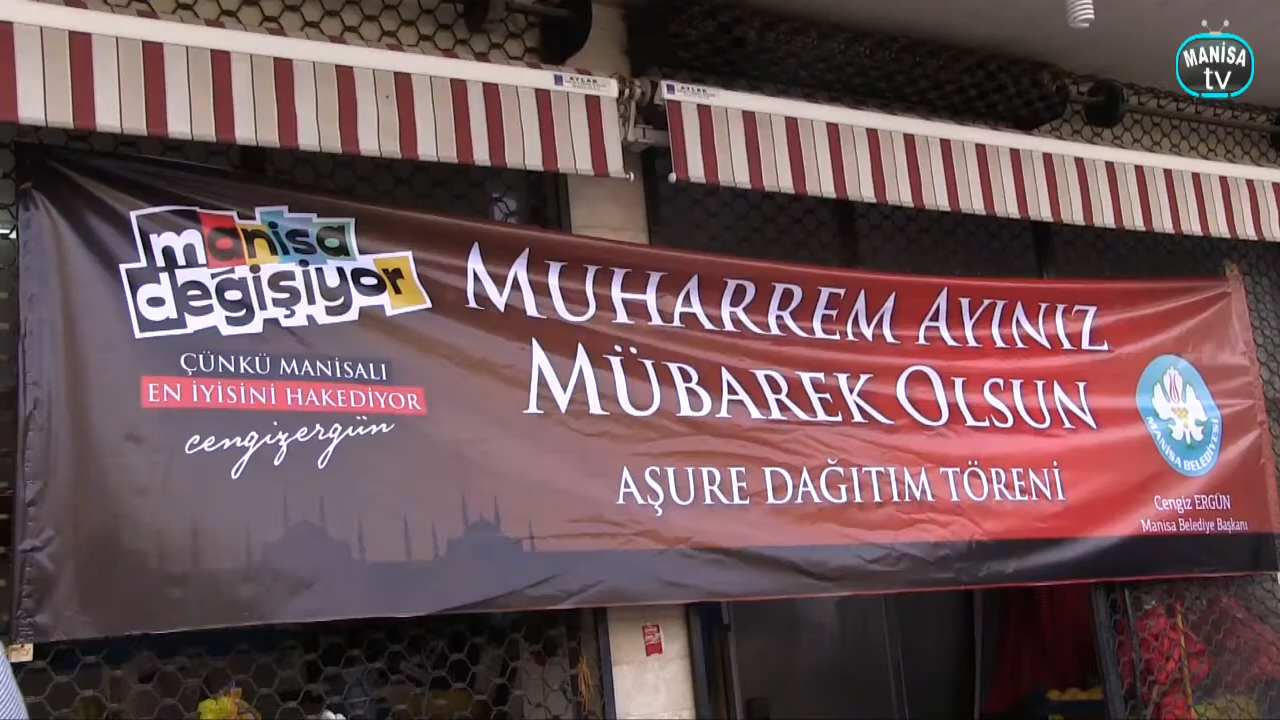 MANİSA
tv
AYLAR
manisa
değişiyor
ÇÜNKÜ MANİSALI
EN İYİSİNİ HAKEDİYOR
cengizergün
MUHARREM AYINIZ
MÜBAREK OLSUN
AŞURE DAĞITIM TÖRENİ
MANİSA BELEDİYESİ
Cengiz ERGÜN
Manisa Belediye Başkanı